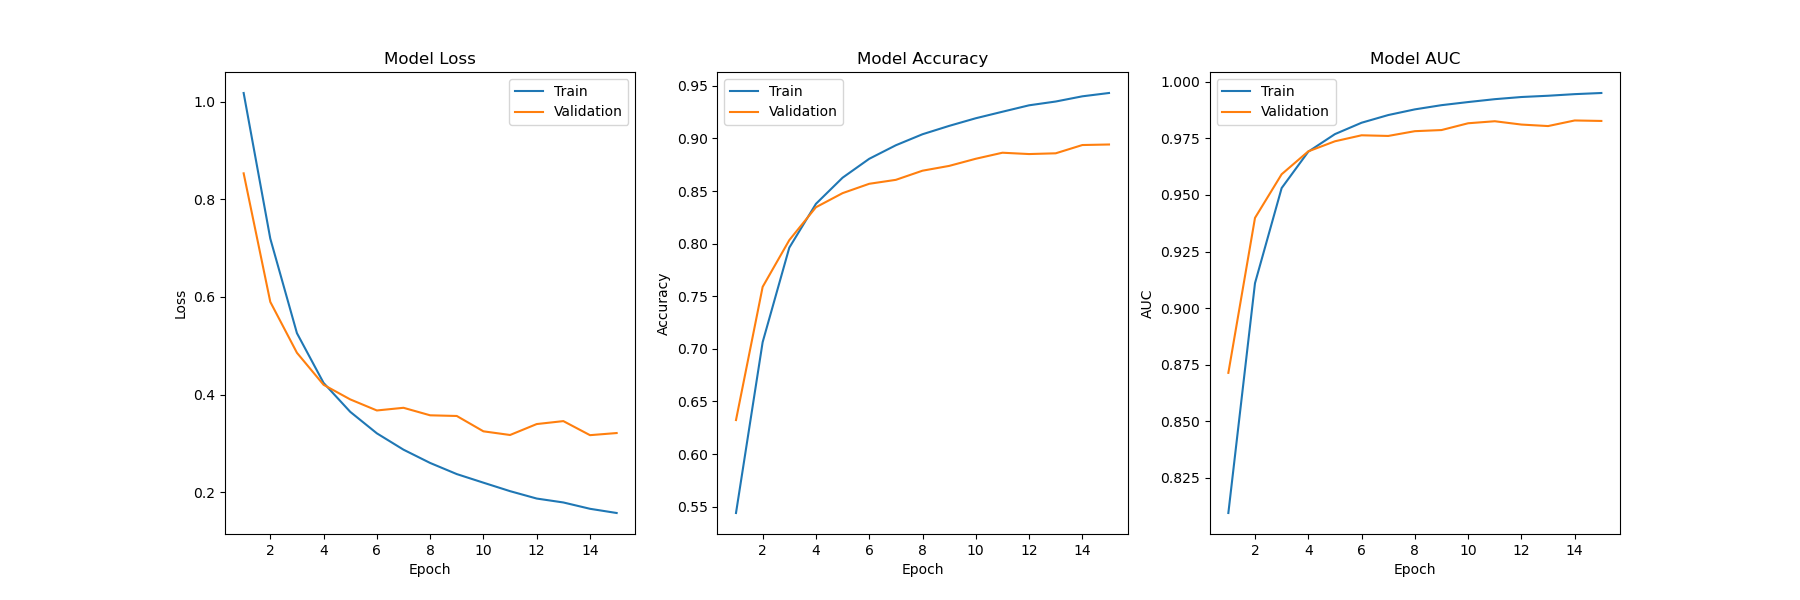 Model Loss
Train
Validation
1.0
0.8
0.6
0.4
0.2
Loss
2 4 6 8 10 12 14
Epoch
Model Accuracy
Train
Validation
0.95
0.90
0.85
0.80
0.75
0.70
0.65
0.60
0.55
Accuracy
2 4 6 8 10 12 14
Epoch
Model AUC
Train
Validation
1.000
0.975
0.950
0.925
0.900
0.875
0.850
0.825
AUC
2 4 6 8 10 12 14
Epoch